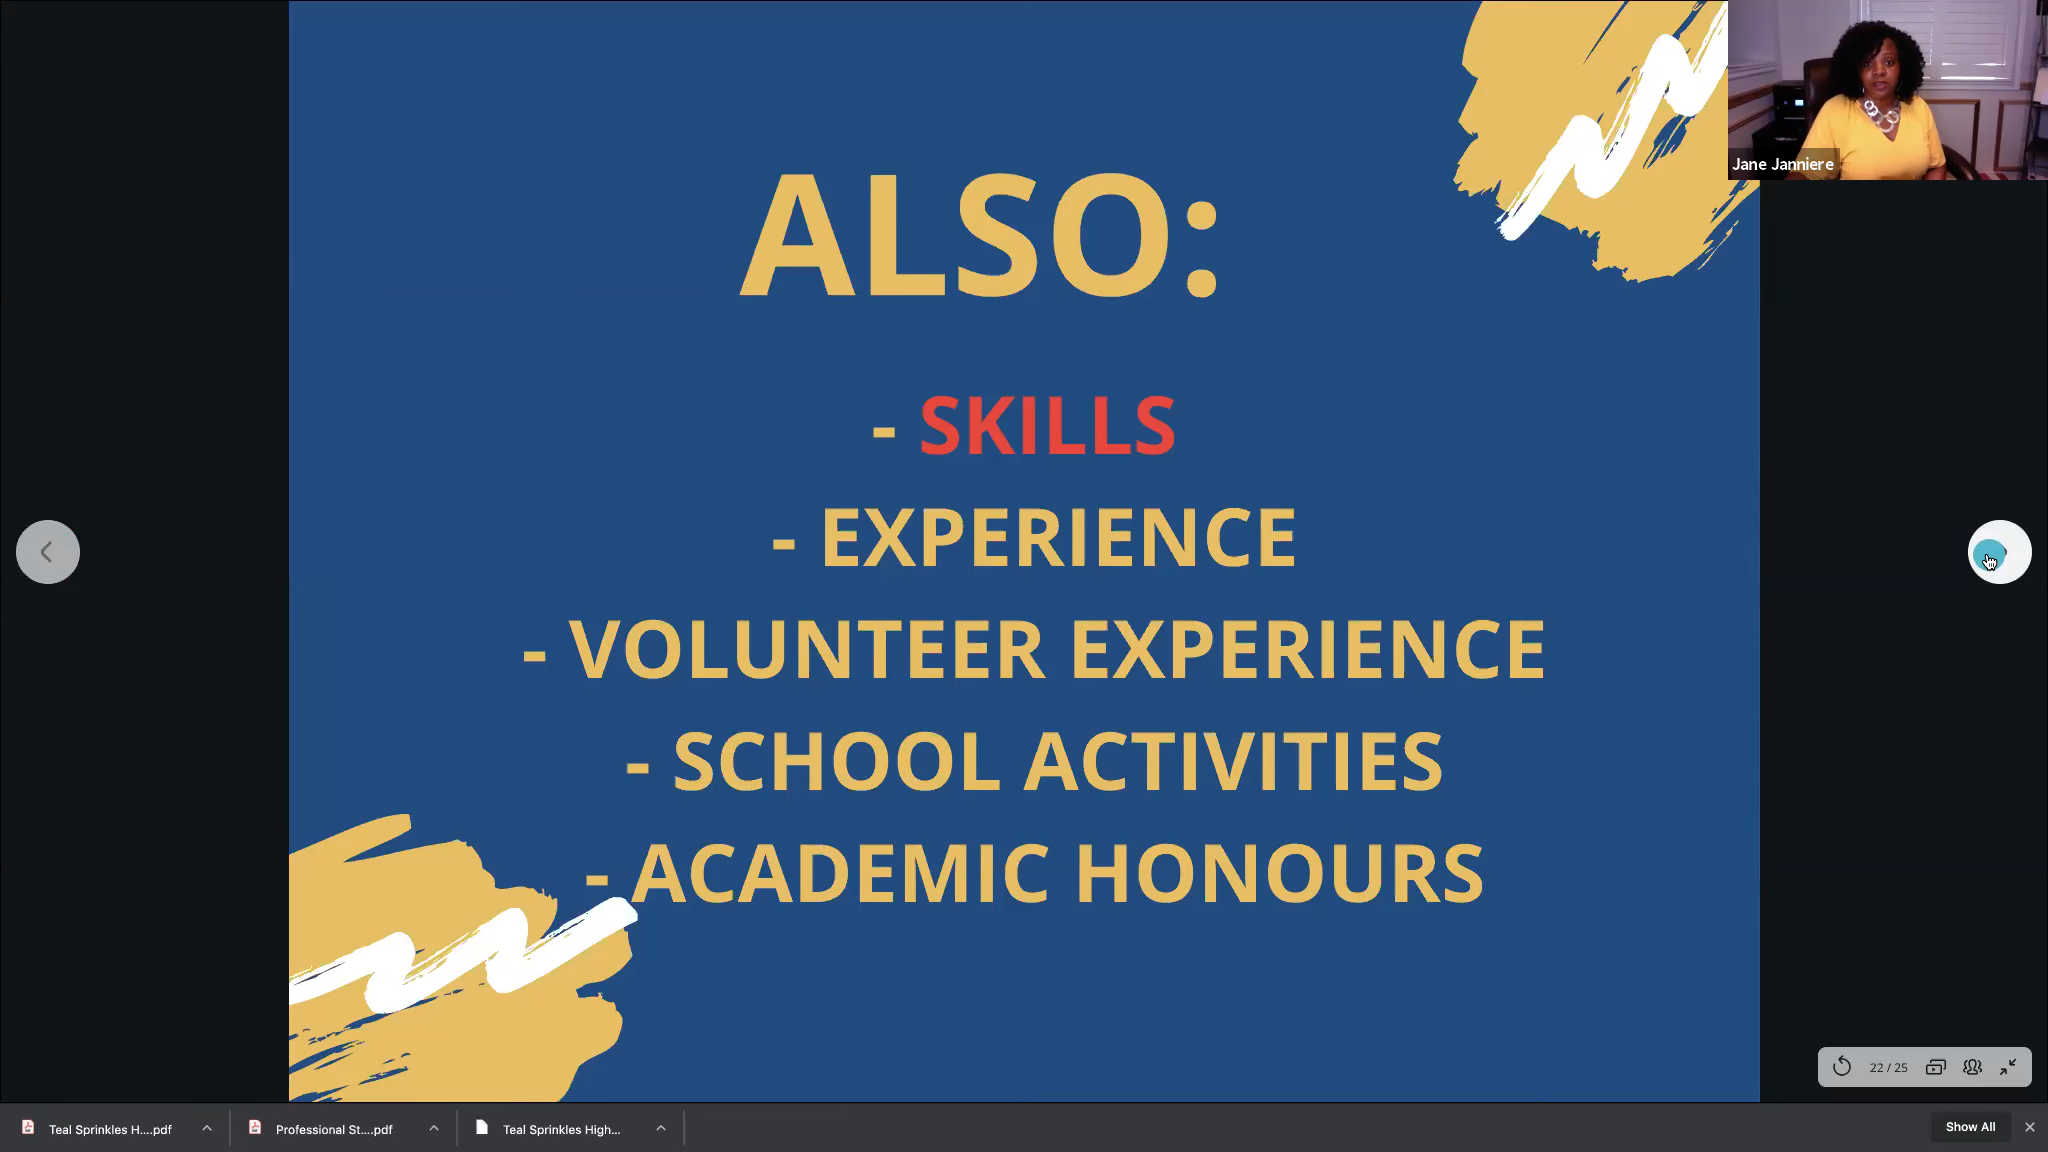 ALSO:
- SKILLS
- EXPERIENCE
- VOLUNTEER EXPERIENCE
- SCHOOL ACTIVITIES
- ACADEMIC HONOURS
Jane Janniere
22 / 25
Teal Sprinkles H....pdf
Professional St....pdf
Teal Sprinkles High...
Show All